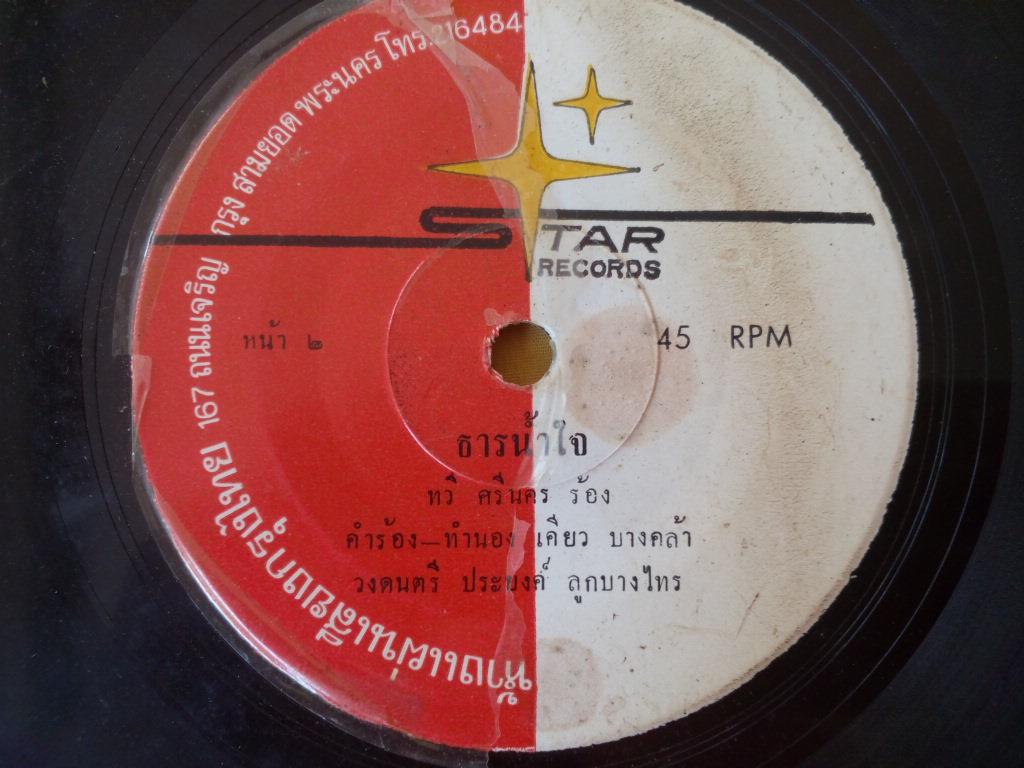 ห้างแผ่นเสียงกรุงไทย 167 ถนนเจริญ กรุง สามยอด พระนคร โทร.216484
STAR
RECORDS
หน้า ๒
45 RPM
ธารน้ำใจ
ทวี ศรีนคร ร้อง
คำร้อง—ทำนอง เคียว บางคล้า
วงดนตรี ประยงค์ ลูกบางไทร